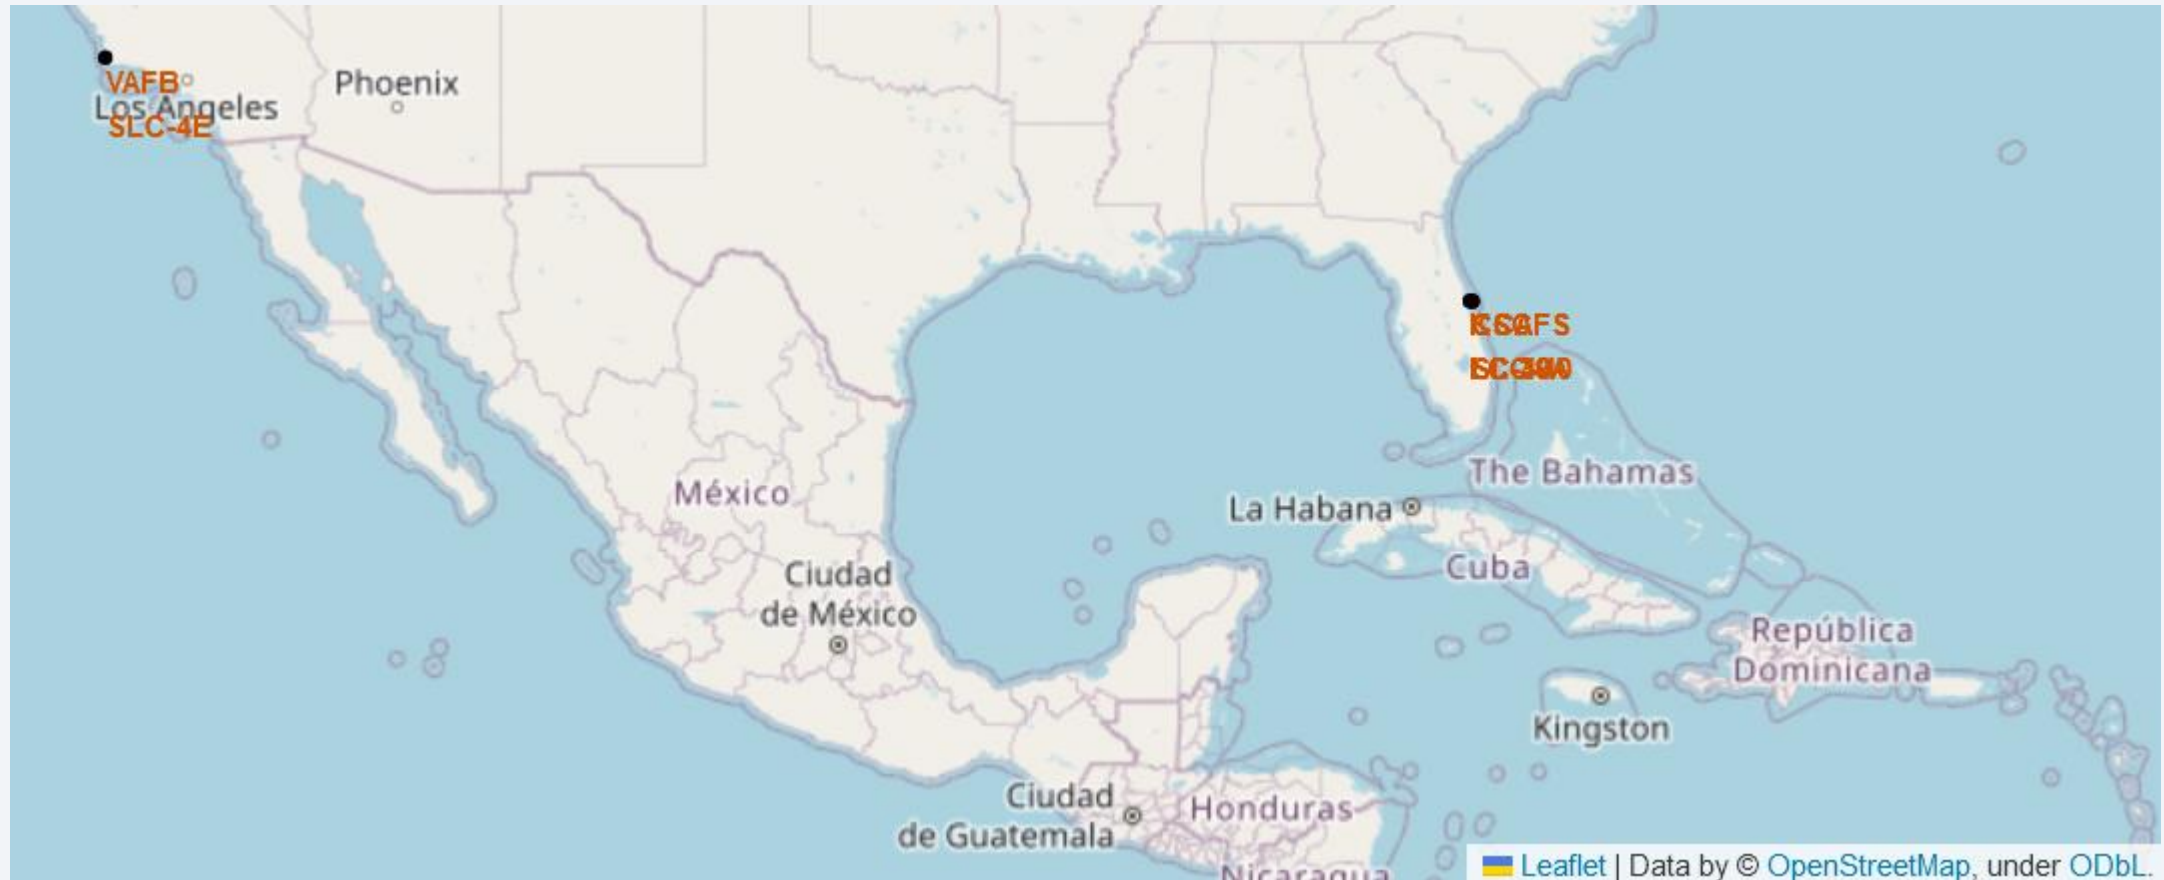 VAFB
Los Angeles
SLC-4E
Phoenix
México
Ciudad
de México
La Habana
The Bahamas
Cuba
República
Dominicana
Kingston
Ciudad
de Guatemala
Honduras
Nicaragua
Leaflet | Data by © OpenStreetMap, under ODbL.